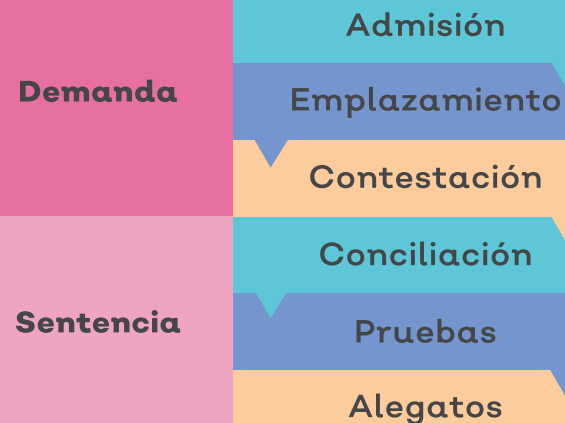 Demanda
Admisión
Emplazamiento
Contestación
Sentencia
Conciliación
Pruebas
Alegatos